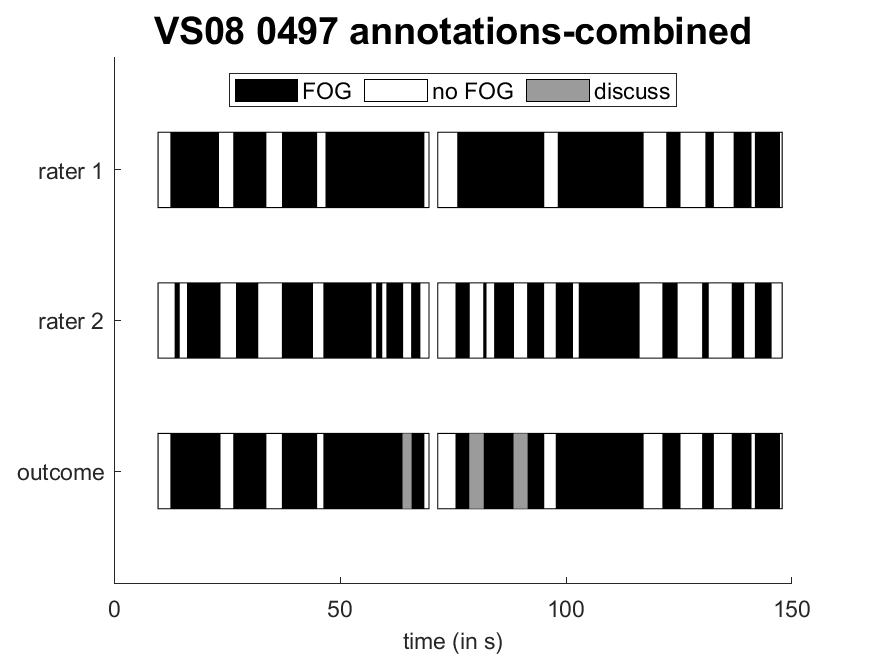 VS08 0497 annotations-combined
FOG no FOG discuss
rater 1
rater 2
outcome
0 50 100 150
time (in s)